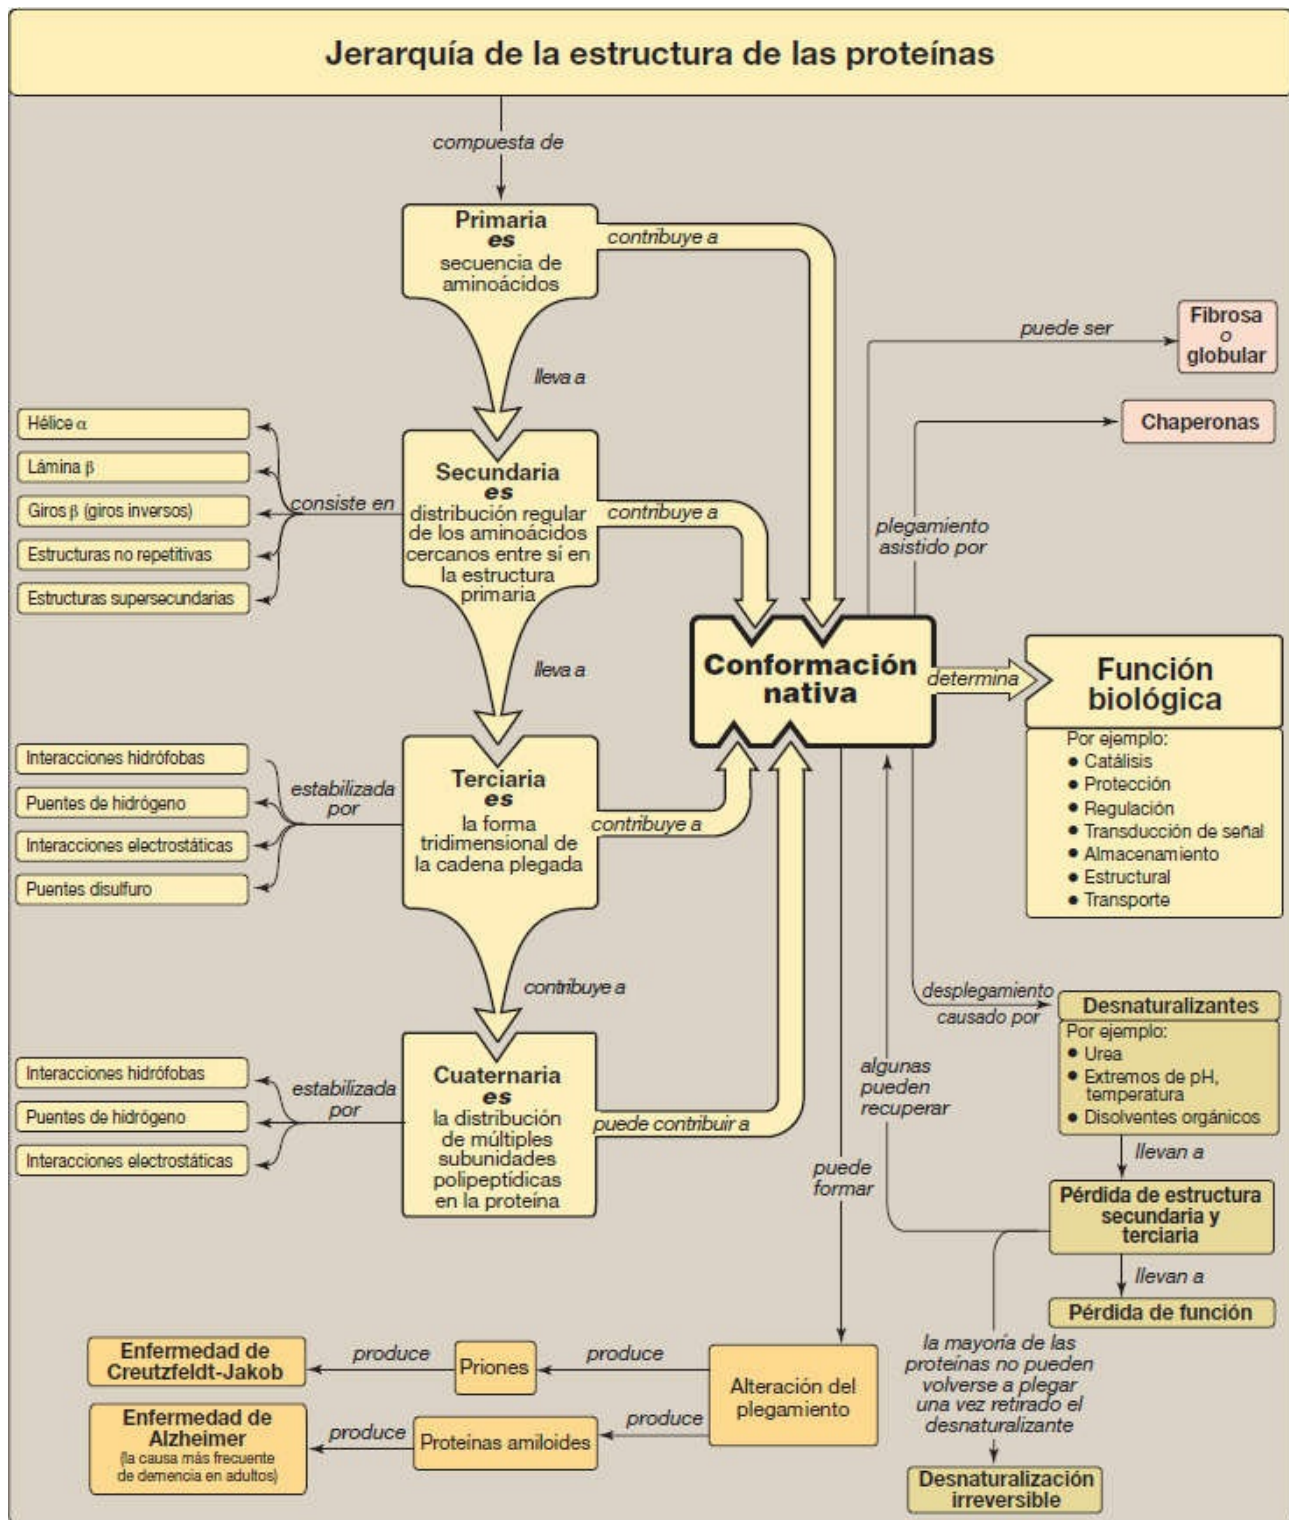 Jerarquía de la estructura de las proteínas
compuesta de
Primaria
es
secuencia de
aminoácidos
contribuye a
lleva a
Fibrosa
o
globular
puede ser
Chaperonas
plegamiento
asistido por
Hélice α
Lámina β
Giros β (giros inversos)
Estructuras no repetitivas
Estructuras supersecundarias
consiste en
Secundaria
es
distribución regular
de los aminoácidos
cercanos entre sí en
la estructura
primaria
contribuye a
lleva a
Conformación
nativa
determina
Función
biológica
Por ejemplo:
● Catálisis
● Protección
● Regulación
● Transducción de señal
● Almacenamiento
● Estructural
● Transporte
Interacciones hidrófobas
Puentes de hidrógeno
Interacciones electrostáticas
Puentes disulfuro
estabilizada
por
Terciaria
es
la forma
tridimensional de
la cadena plegada
contribuye a
contribuye a
desplegamiento
causado por
Desnaturalizantes
Por ejemplo:
● Urea
● Extremos de pH,
temperatura
● Disolventes orgánicos
llevan a
Pérdida de estructura
secundaria y
terciaria
llevan a
Pérdida de función
algunas
pueden
recuperar
Interacciones hidrófobas
Puentes de hidrógeno
Interacciones electrostáticas
estabilizada
por
Cuaternaria
es
la distribución
de múltiples
subunidades
polipeptídicas
en la proteína
puede contribuir a
puede
formar
la mayoría de las
proteínas no pueden
volverse a plegar
una vez retirado el
desnaturalizante
Desnaturalización
irreversible
Alteración del
plegamiento
produce
Priones
produce
Enfermedad de
Creutzfeldt-Jakob
produce
Proteínas amiloides
produce
Enfermedad de
Alzheimer
(la causa más frecuente
de demencia en adultos)